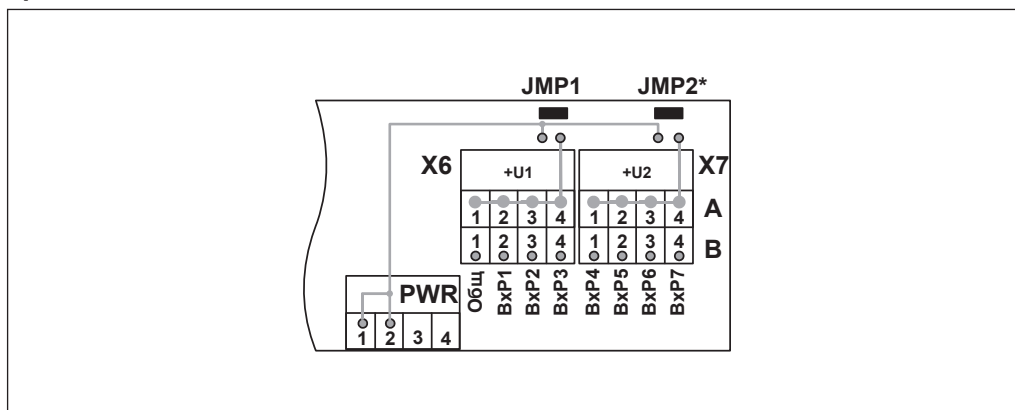 JMP1 JMP2*
X6 +U1 +U2 X7
1 2 3 4 1 2 3 4 A
1 2 3 4 1 2 3 4 B
Общ ВхР1 ВхР2 ВхР3 ВхР4 ВхР5 ВхР6 ВхР7
PWR
1 2 3 4